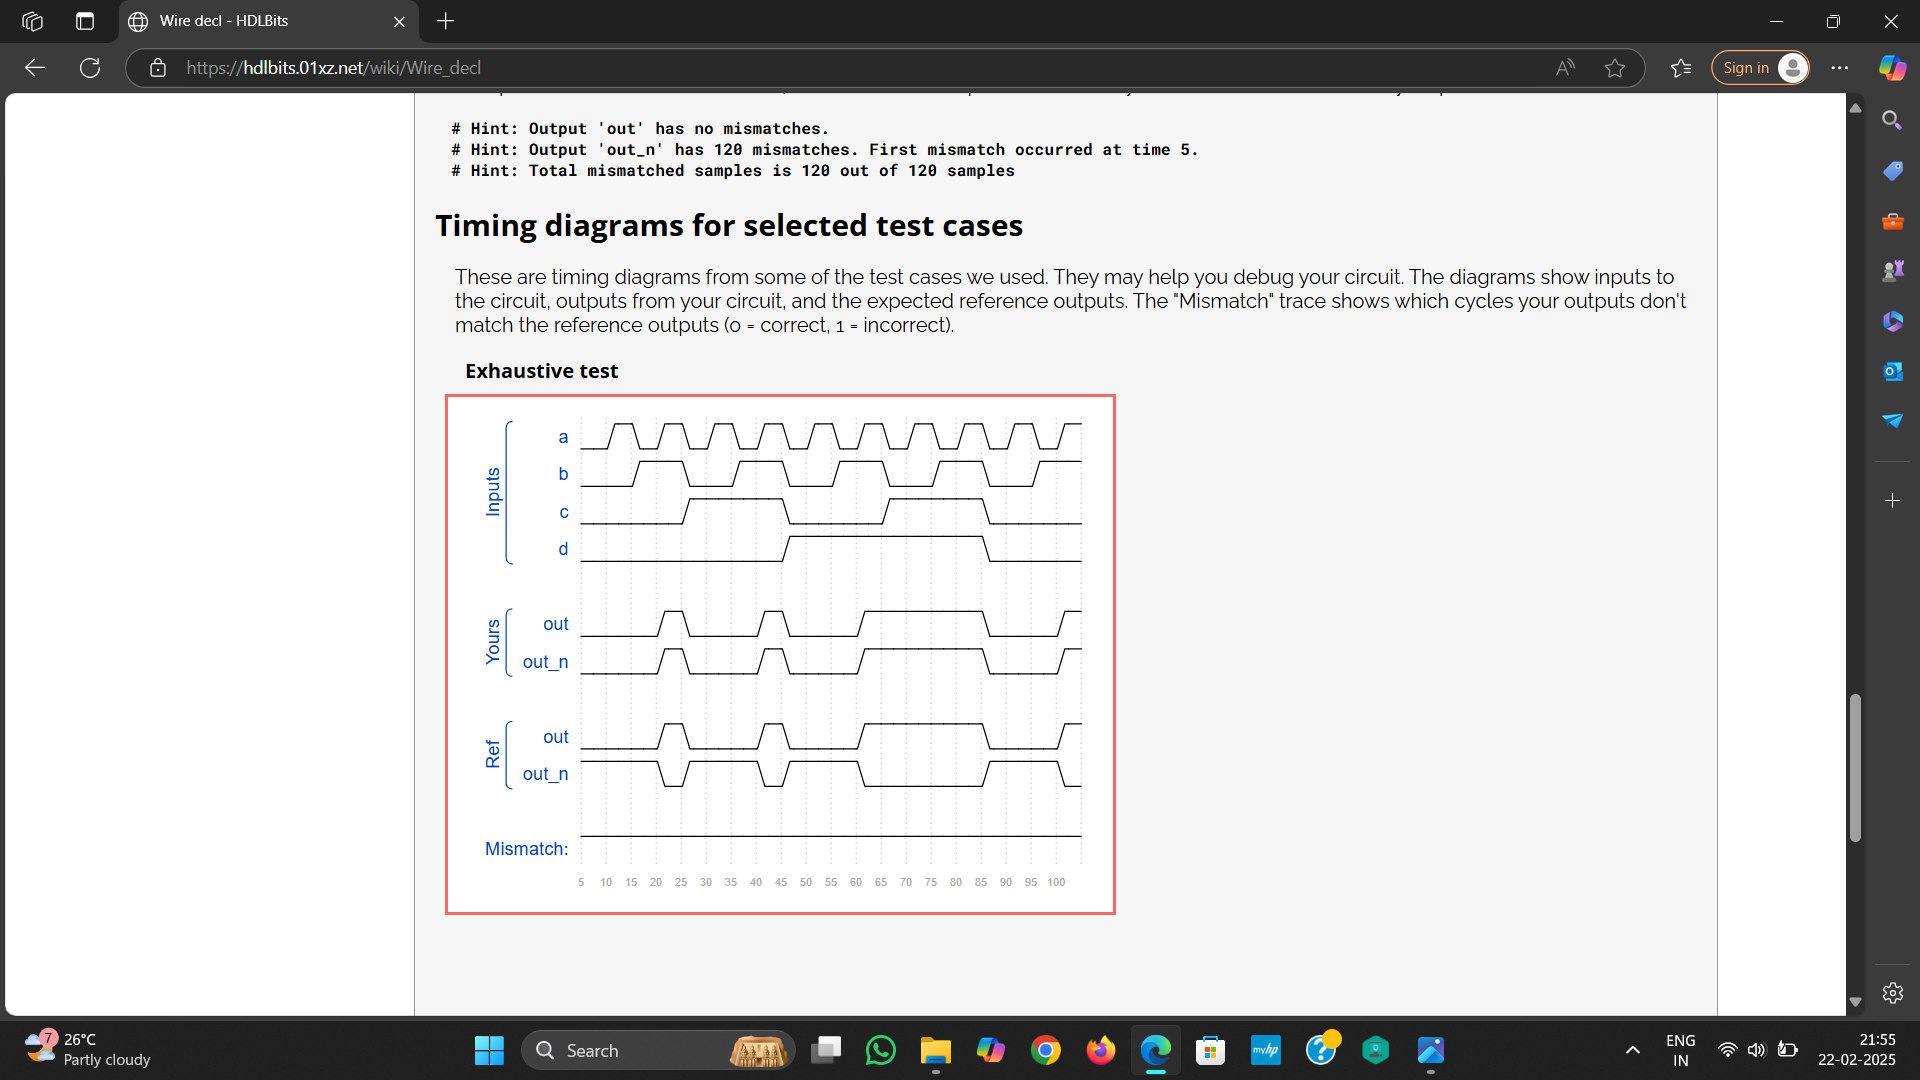 Wire decl - HDLBits
https://hdlbits.01xz.net/wiki/Wire_decl
Sign in
# Hint: Output 'out' has no mismatches.
# Hint: Output 'out_n' has 120 mismatches. First mismatch occurred at time 5.
# Hint: Total mismatched samples is 120 out of 120 samples
Timing diagrams for selected test cases
These are timing diagrams from some of the test cases we used. They may help you debug your circuit. The diagrams show inputs to
the circuit, outputs from your circuit, and the expected reference outputs. The "Mismatch" trace shows which cycles your outputs don't
match the reference outputs (0 = correct, 1 = incorrect).
Exhaustive test
Inputs
a
b
c
d
Yours
out
out_n
Ref
out
out_n
Mismatch:
5 10 15 20 25 30 35 40 45 50 55 60 65 70 75 80 85 90 95 100
7
26°C
Partly cloudy
Search
myhp
ENG
IN
21:55
22-02-2025